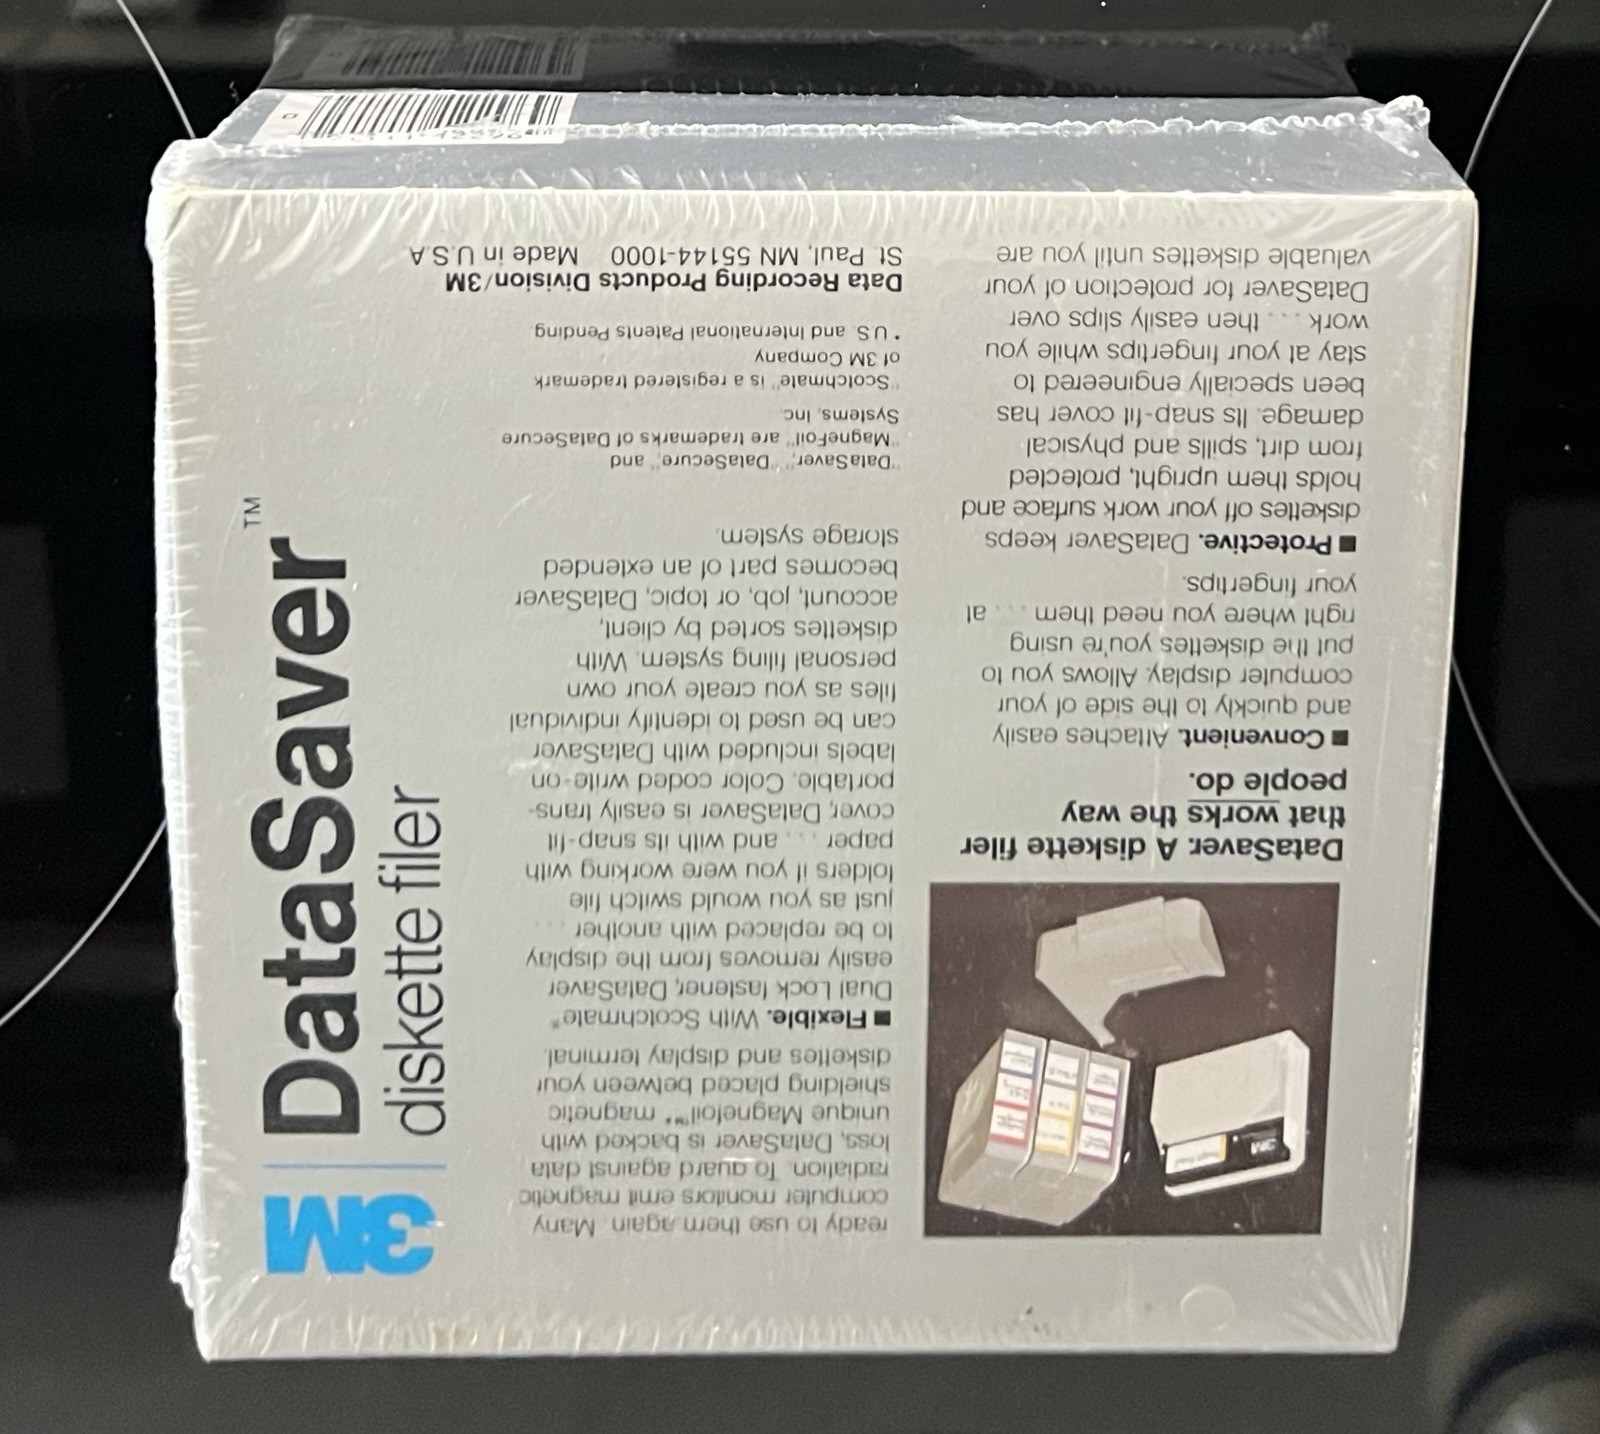 3M
DataSaver™
diskette filer
DataSaver. A diskette filer
that works the way
people do.
■ Convenient. Attaches easily
and quickly to the side of your
computer display. Allows you to
put the diskettes you're using
right where you need them . . . at
your fingertips.
■ Protective. DataSaver keeps
diskettes off your work surface and
holds them upright, protected
from dirt, spills and physical
damage. Its snap-fit cover has
been specially engineered to
stay at your fingertips while you
work . . . then easily slips over
DataSaver for protection of your
valuable diskettes until you are
ready to use them again. Many
computer monitors emit magnetic
radiation. To guard against data
loss, DataSaver is backed with
unique Magnefoil™* magnetic
shielding placed between your
diskettes and display terminal.
■ Flexible. With Scotchmate®
Dual Lock fastener, DataSaver
easily removes from the display
to be replaced with another . . .
just as you would switch file
folders if you were working with
paper . . . and with its snap-fit
cover, DataSaver is easily trans-
portable. Color coded write-on
labels included with DataSaver
can be used to identify individual
files as you create your own
personal filing system. With
diskettes sorted by client,
account, job, or topic, DataSaver
becomes part of an extended
storage system.
"DataSaver," "DataSecure," and
"MagneFoil" are trademarks of DataSecure
Systems, Inc.
"Scotchmate" is a registered trademark
of 3M Company
* U.S. and International Patents Pending
Data Recording Products Division/3M
St. Paul, MN 55144-1000 Made in U.S.A.
3M
0